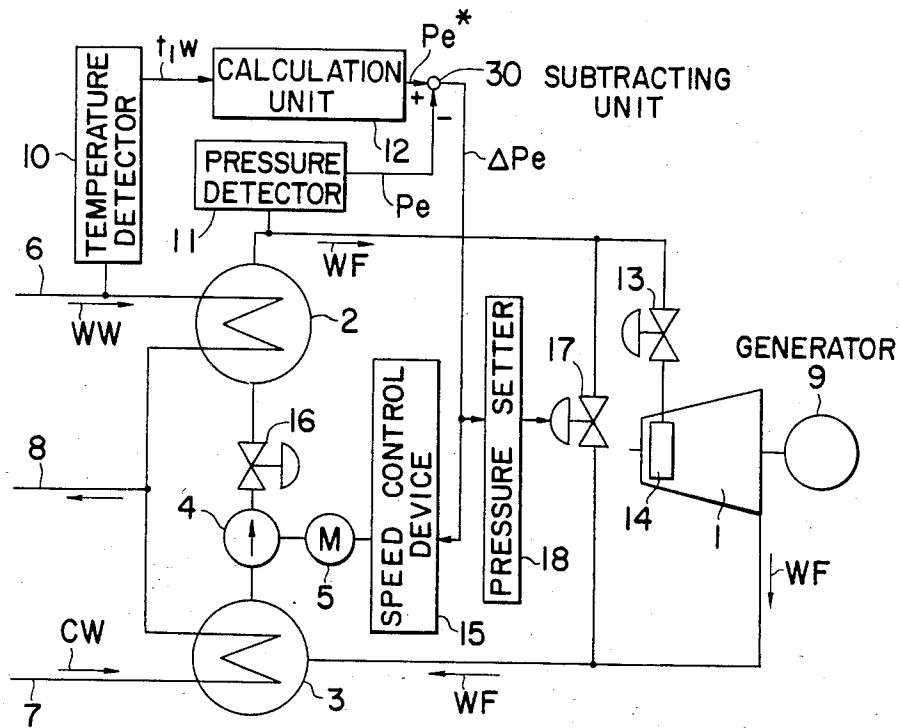 t₁w
Pe*
CALCULATION
UNIT
30
SUBTRACTING
UNIT
+
−
10
TEMPERATURE
DETECTOR
12
PRESSURE
DETECTOR
Pe
ΔPe
11
6
WF
13
WW
2
17
GENERATOR
9
16
SPEED CONTROL
DEVICE
PRESSURE SETTER
8
4
14
1
M
5
18
WF
CW
15
7
3
WF